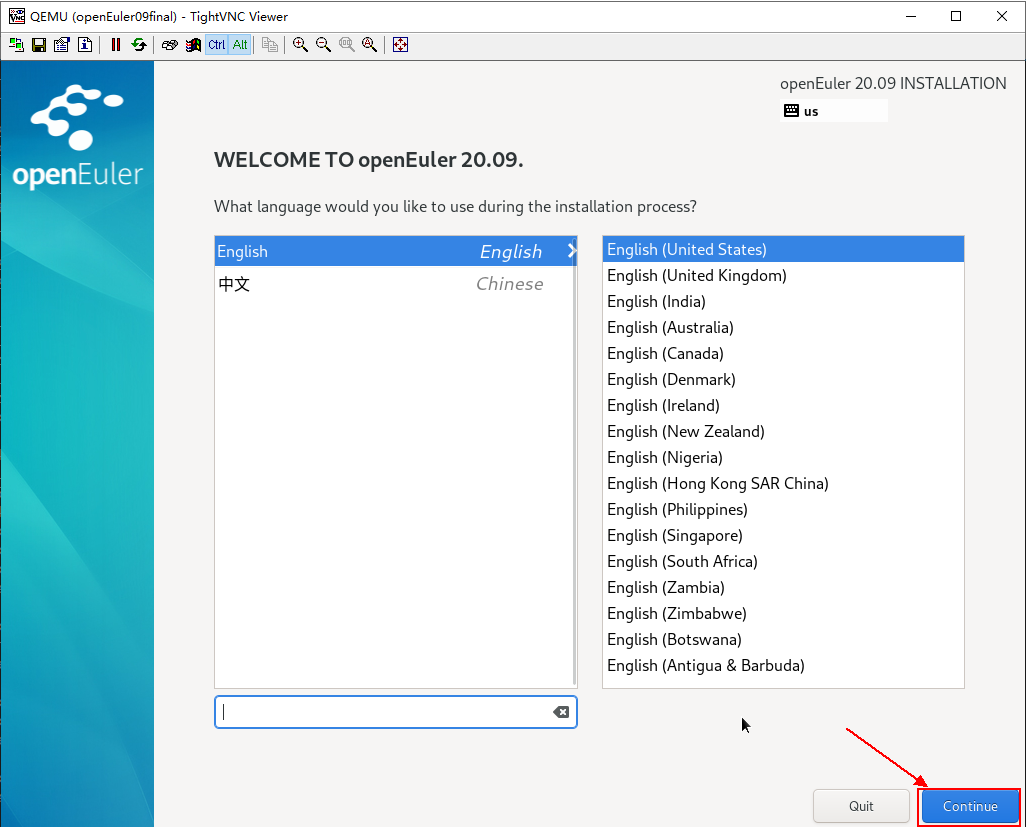 QEMU (openEuler09final) - TightVNC Viewer
Ctrl Alt
openEuler
openEuler 20.09 INSTALLATION
us
WELCOME TO openEuler 20.09.
What language would you like to use during the installation process?
English English
中文 Chinese
English (United States)
English (United Kingdom)
English (India)
English (Australia)
English (Canada)
English (Denmark)
English (Ireland)
English (New Zealand)
English (Nigeria)
English (Hong Kong SAR China)
English (Philippines)
English (Singapore)
English (South Africa)
English (Zambia)
English (Zimbabwe)
English (Botswana)
English (Antigua & Barbuda)
Quit Continue